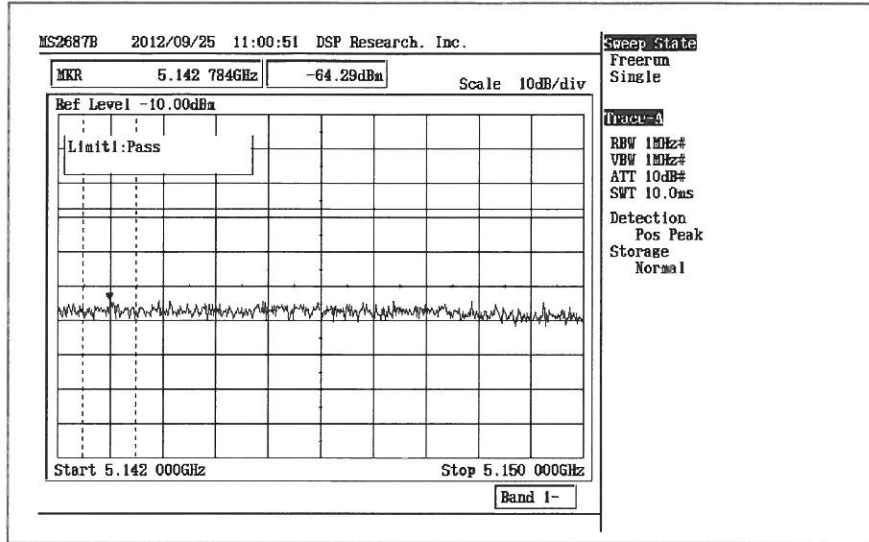 MS2687B 2012/09/25 11:00:51 DSP Research. Inc.
MKR 5.142 784GHz -64.29dBm
Scale 10dB/div
Ref Level -10.00dBm
Limit1:Pass
Start 5.142 000GHz Stop 5.150 000GHz
Band 1-
Sweep State
Freerun
Single
Trace-A
RBW 1MHz#
VBW 1MHz#
ATT 10dB#
SWT 10.0ms
Detection
Pos Peak
Storage
Normal